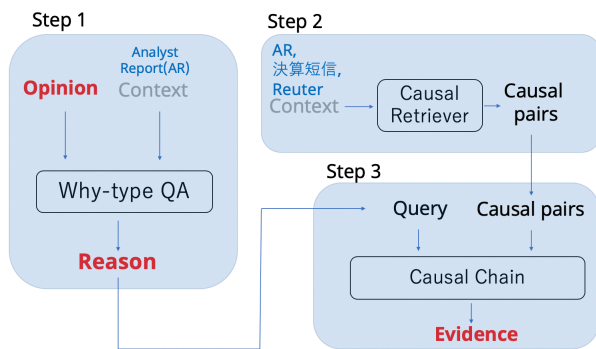 Step 1
Analyst
Report(AR)
Opinion
Context
Why-type QA
Reason
Step 2
AR,
決算短信,
Reuter
Context
Causal
Retriever
Causal
pairs
Step 3
Query
Causal pairs
Causal Chain
Evidence